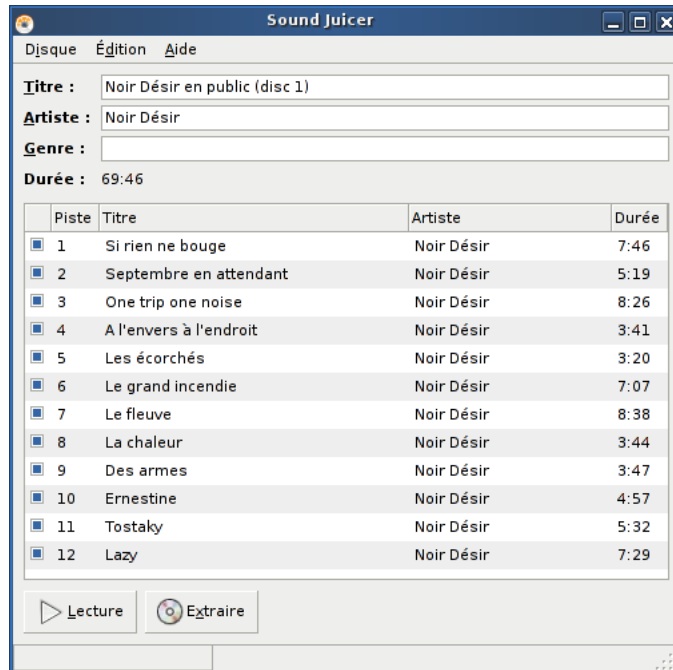 Sound Juicer
Disque Édition Aide
Titre : Noir Désir en public (disc 1)
Artiste : Noir Désir
Genre :
Durée : 69:46
Piste Titre Artiste Durée
1 Si rien ne bouge Noir Désir 7:46
2 Septembre en attendant Noir Désir 5:19
3 One trip one noise Noir Désir 8:26
4 A l'envers à l'endroit Noir Désir 3:41
5 Les écorchés Noir Désir 3:20
6 Le grand incendie Noir Désir 7:07
7 Le fleuve Noir Désir 8:38
8 La chaleur Noir Désir 3:44
9 Des armes Noir Désir 3:47
10 Ernestine Noir Désir 4:57
11 Tostaky Noir Désir 5:32
12 Lazy Noir Désir 7:29
Lecture Extraire